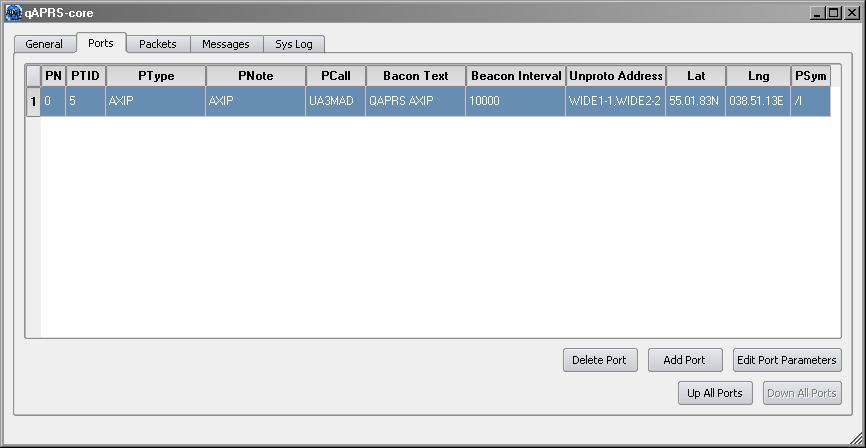 qAPRS-core
General Ports Packets Messages Sys Log
PN PTID PType PNote PCall Bacon Text Beacon Interval Unproto Address Lat Lng PSym
1 0 5 AXIP AXIP UA3MAD QAPRS AXIP 10000 WIDE1-1,WIDE2-2 55.01.83N 038.51.13E /I
Delete Port Add Port Edit Port Parameters
Up All Ports Down All Ports